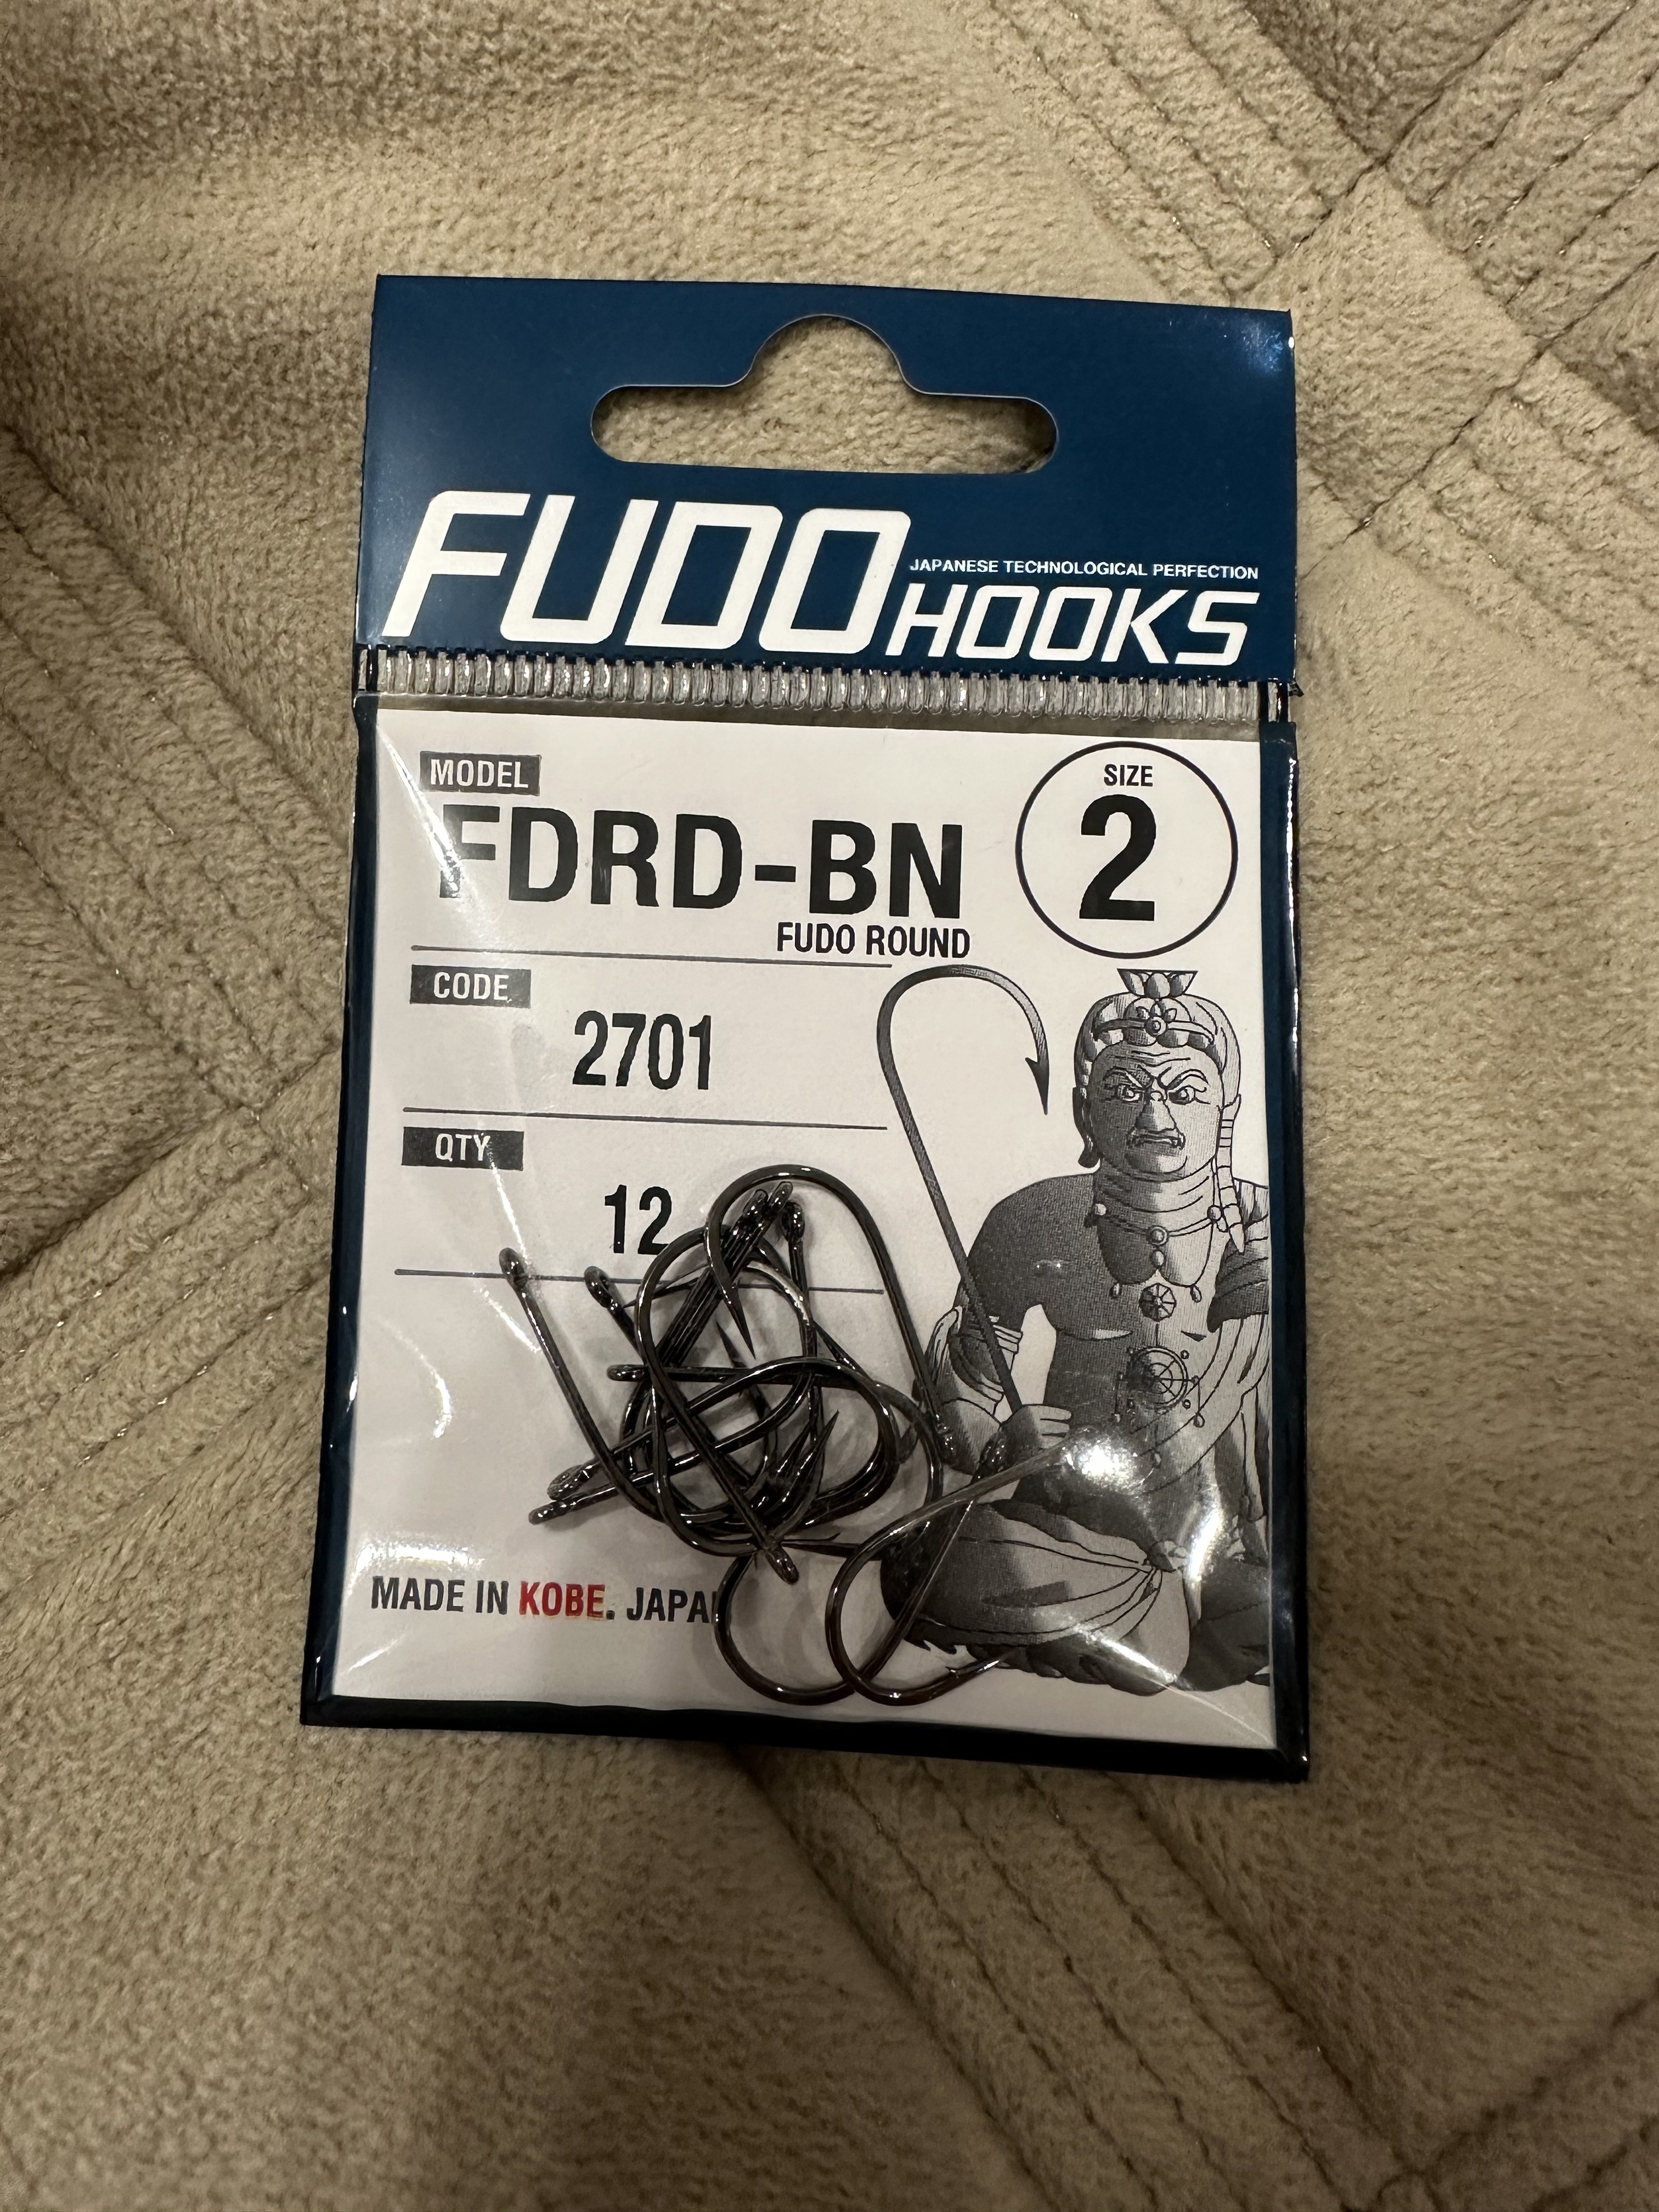 FUDO
JAPANESE TECHNOLOGICAL PERFECTION
HOOKS
MODEL
FDRD-BN
FUDO ROUND
SIZE
2
CODE
2701
QTY
12
MADE IN KOBE. JAPAN